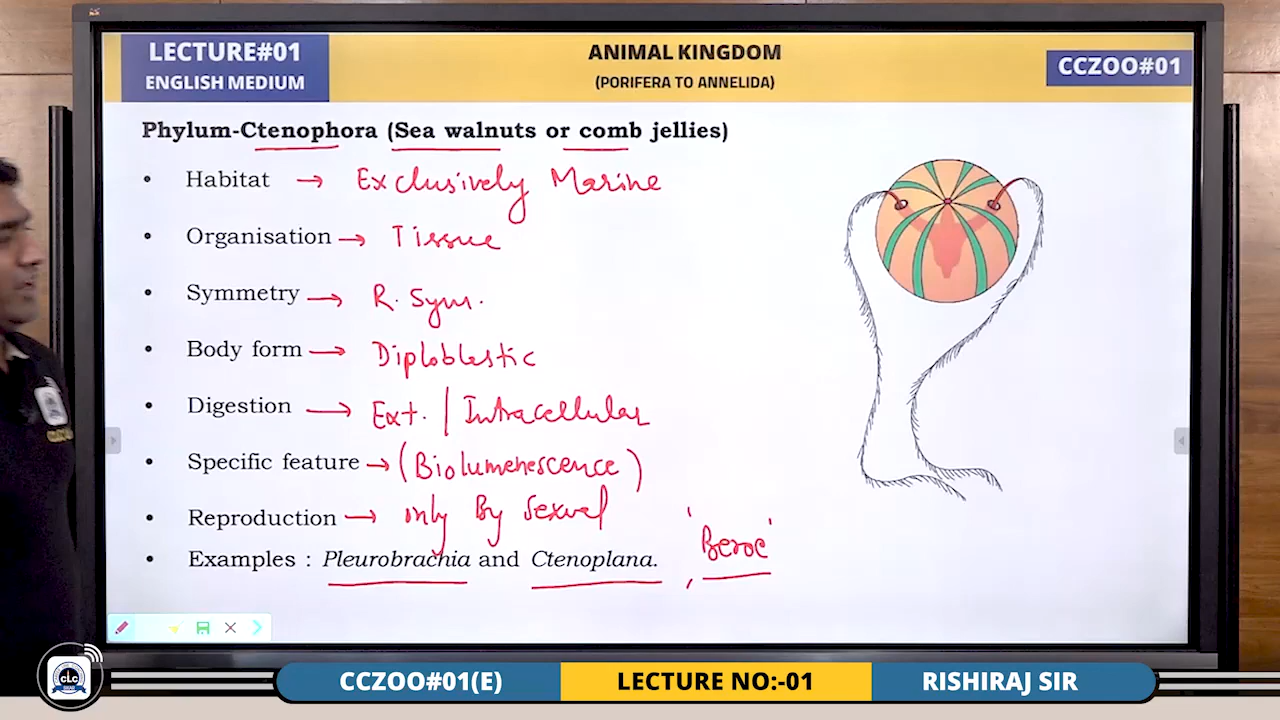 LECTURE#01
ENGLISH MEDIUM
ANIMAL KINGDOM
(PORIFERA TO ANNELIDA)
CCZOO#01
Phylum-Ctenophora (Sea walnuts or comb jellies)
• Habitat → Exclusively Marine
• Organisation → Tissue
• Symmetry → R. Sym.
• Body form → Diploblastic
• Digestion → Ext. / Intracellular
• Specific feature → (Biolumenescence)
• Reproduction → only By Sexual
• Examples : Pleurobrachia and Ctenoplana. , 'Beroe'
CLC
CCZOO#01(E)
LECTURE NO:-01
RISHIRAJ SIR